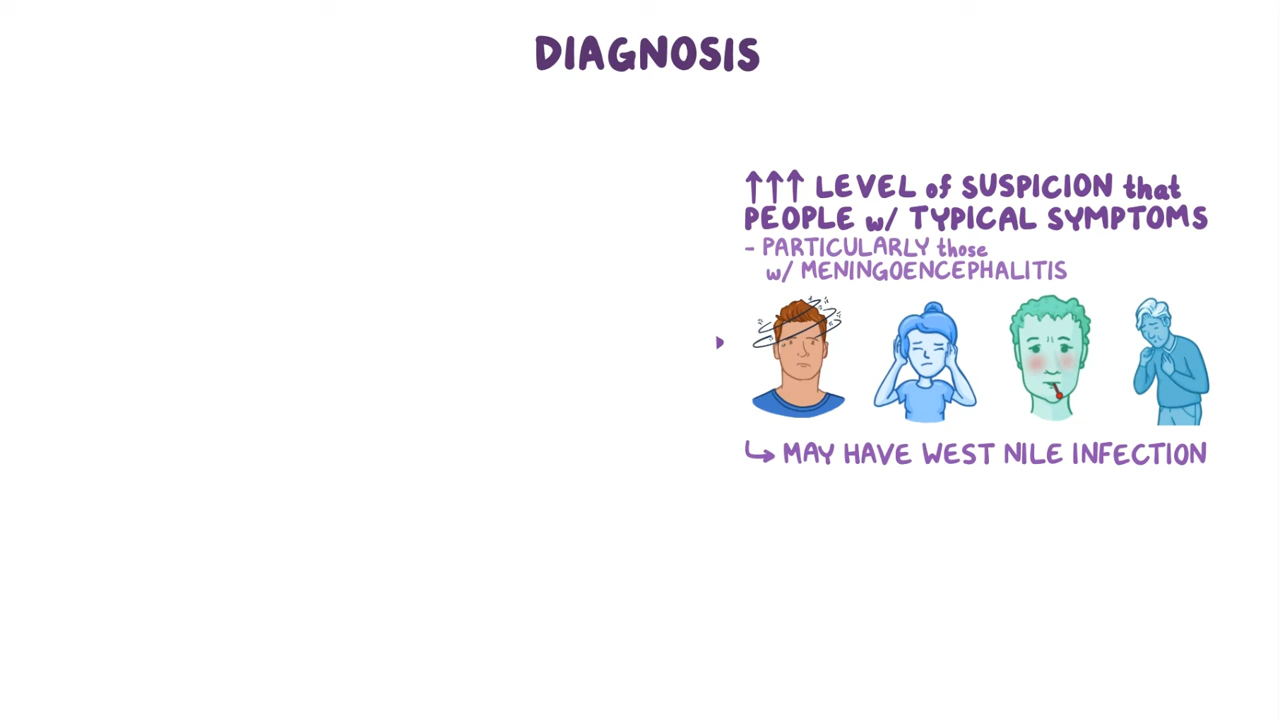 DIAGNOSIS
↑↑↑ LEVEL of SUSPICION that
PEOPLE w/ TYPICAL SYMPTOMS
- PARTICULARLY those
w/ MENINGOENCEPHALITIS
↳ MAY HAVE WEST NILE INFECTION